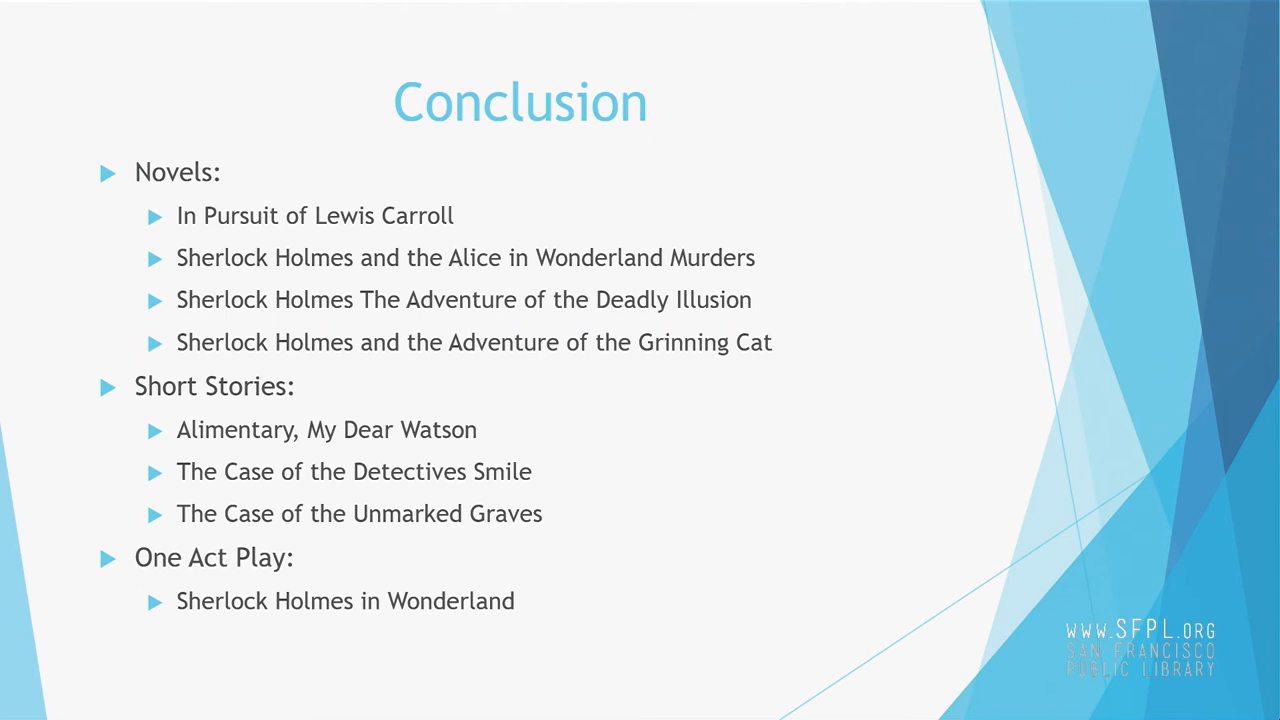 Conclusion
Novels:
In Pursuit of Lewis Carroll
Sherlock Holmes and the Alice in Wonderland Murders
Sherlock Holmes The Adventure of the Deadly Illusion
Sherlock Holmes and the Adventure of the Grinning Cat
Short Stories:
Alimentary, My Dear Watson
The Case of the Detectives Smile
The Case of the Unmarked Graves
One Act Play:
Sherlock Holmes in Wonderland
WWW.SFPL.ORG
SAN FRANCISCO
PUBLIC LIBRARY